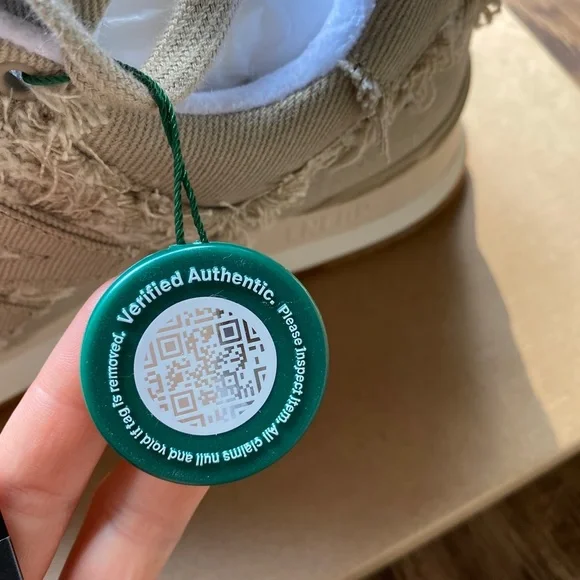 Verified Authentic.
Please Inspect Item. All claims null and void if tag is removed.